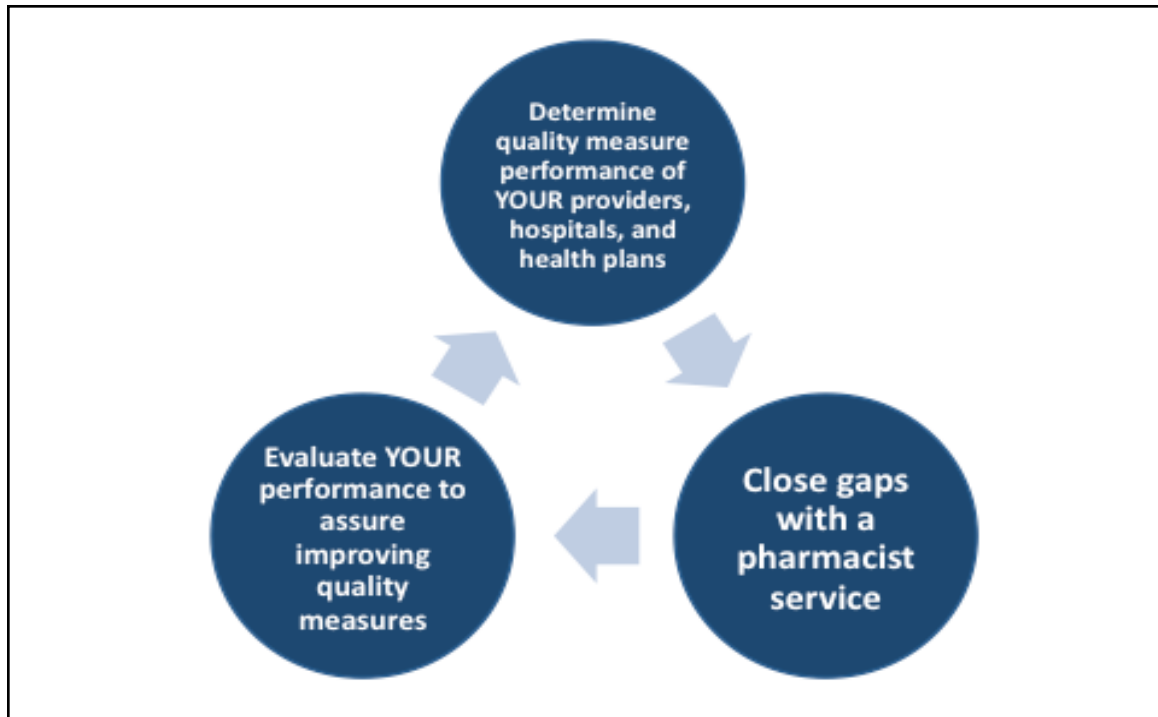 Determine
quality measure
performance of
YOUR providers,
hospitals, and
health plans
Close gaps
with a
pharmacist
service
Evaluate YOUR
performance to
assure
improving
quality
measures